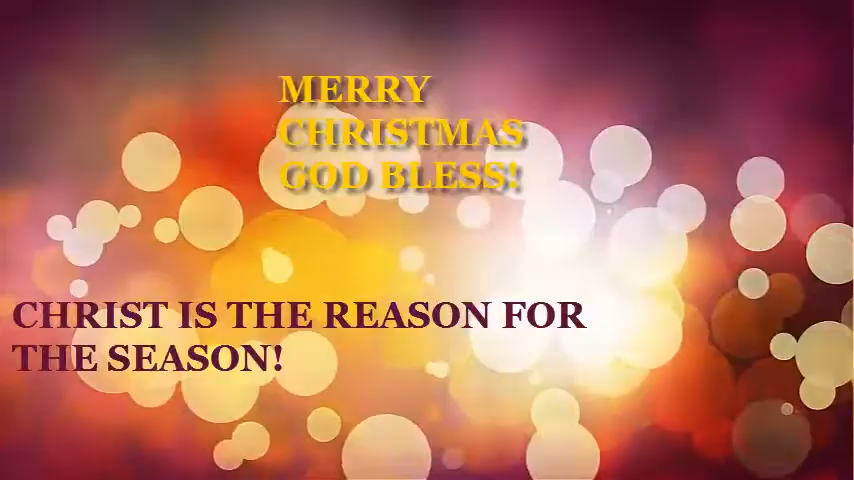 MERRY
CHRISTMAS
GOD BLESS!
CHRIST IS THE REASON FOR
THE SEASON!